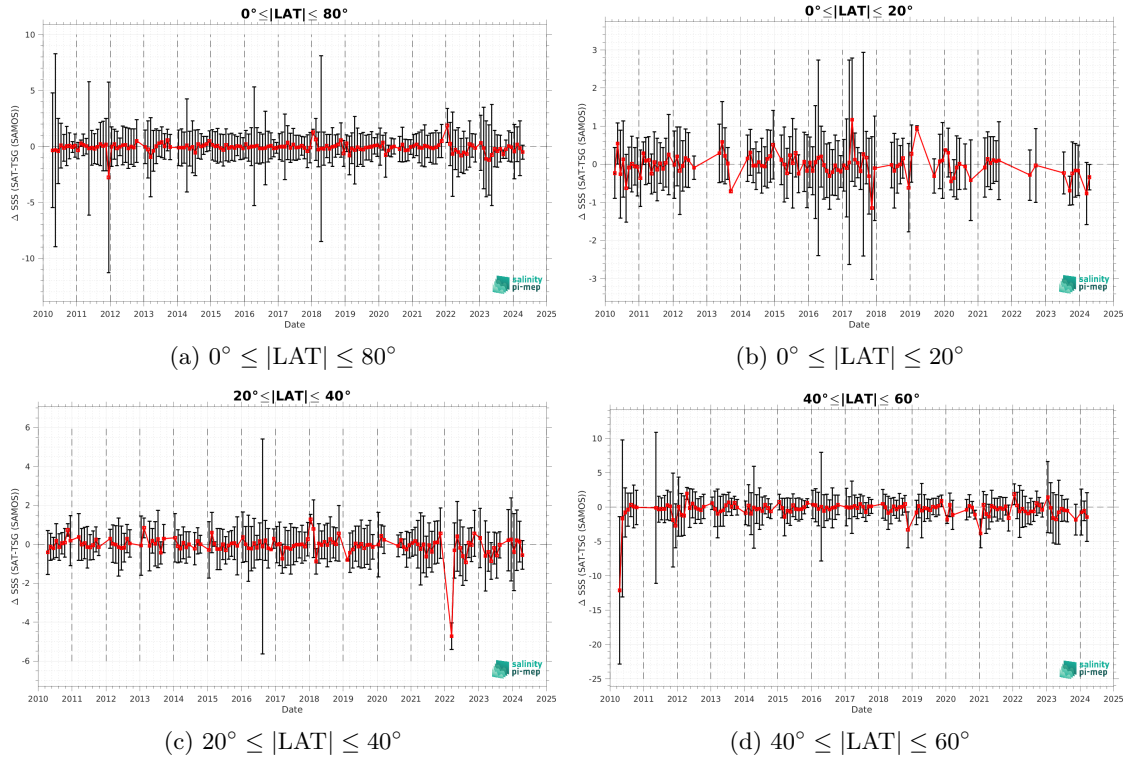 0°≤|LAT|≤ 80°
Δ SSS (SAT-TSG (SAMOS))
10
5
0
-5
-10
2010 2011 2012 2013 2014 2015 2016 2017 2018 2019 2020 2021 2022 2023 2024 2025
Date
salinity
pi-mep
(a) 0° ≤ |LAT| ≤ 80°
0°≤|LAT|≤ 20°
Δ SSS (SAT-TSG (SAMOS))
3
2
1
0
-1
-2
-3
2010 2011 2012 2013 2014 2015 2016 2017 2018 2019 2020 2021 2022 2023 2024 2025
Date
salinity
pi-mep
(b) 0° ≤ |LAT| ≤ 20°
20°≤|LAT|≤ 40°
Δ SSS (SAT-TSG (SAMOS))
6
4
2
0
-2
-4
-6
2010 2011 2012 2013 2014 2015 2016 2017 2018 2019 2020 2021 2022 2023 2024 2025
Date
salinity
pi-mep
(c) 20° ≤ |LAT| ≤ 40°
40°≤|LAT|≤ 60°
Δ SSS (SAT-TSG (SAMOS))
10
5
0
-5
-10
-15
-20
-25
2010 2011 2012 2013 2014 2015 2016 2017 2018 2019 2020 2021 2022 2023 2024 2025
Date
salinity
pi-mep
(d) 40° ≤ |LAT| ≤ 60°